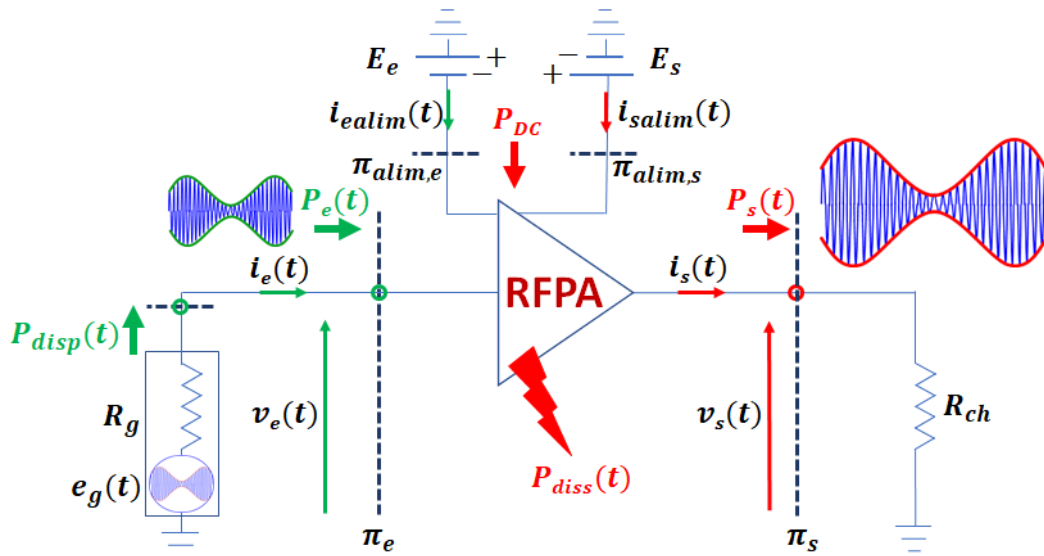 E_e
+
−
−
+
E_s
i_ealim(t)
P_DC
i_salim(t)
π_alim,e
π_alim,s
P_e(t)
P_s(t)
i_e(t)
RFPA
i_s(t)
P_disp(t)
R_g
v_e(t)
v_s(t)
R_ch
e_g(t)
P_diss(t)
π_e
π_s